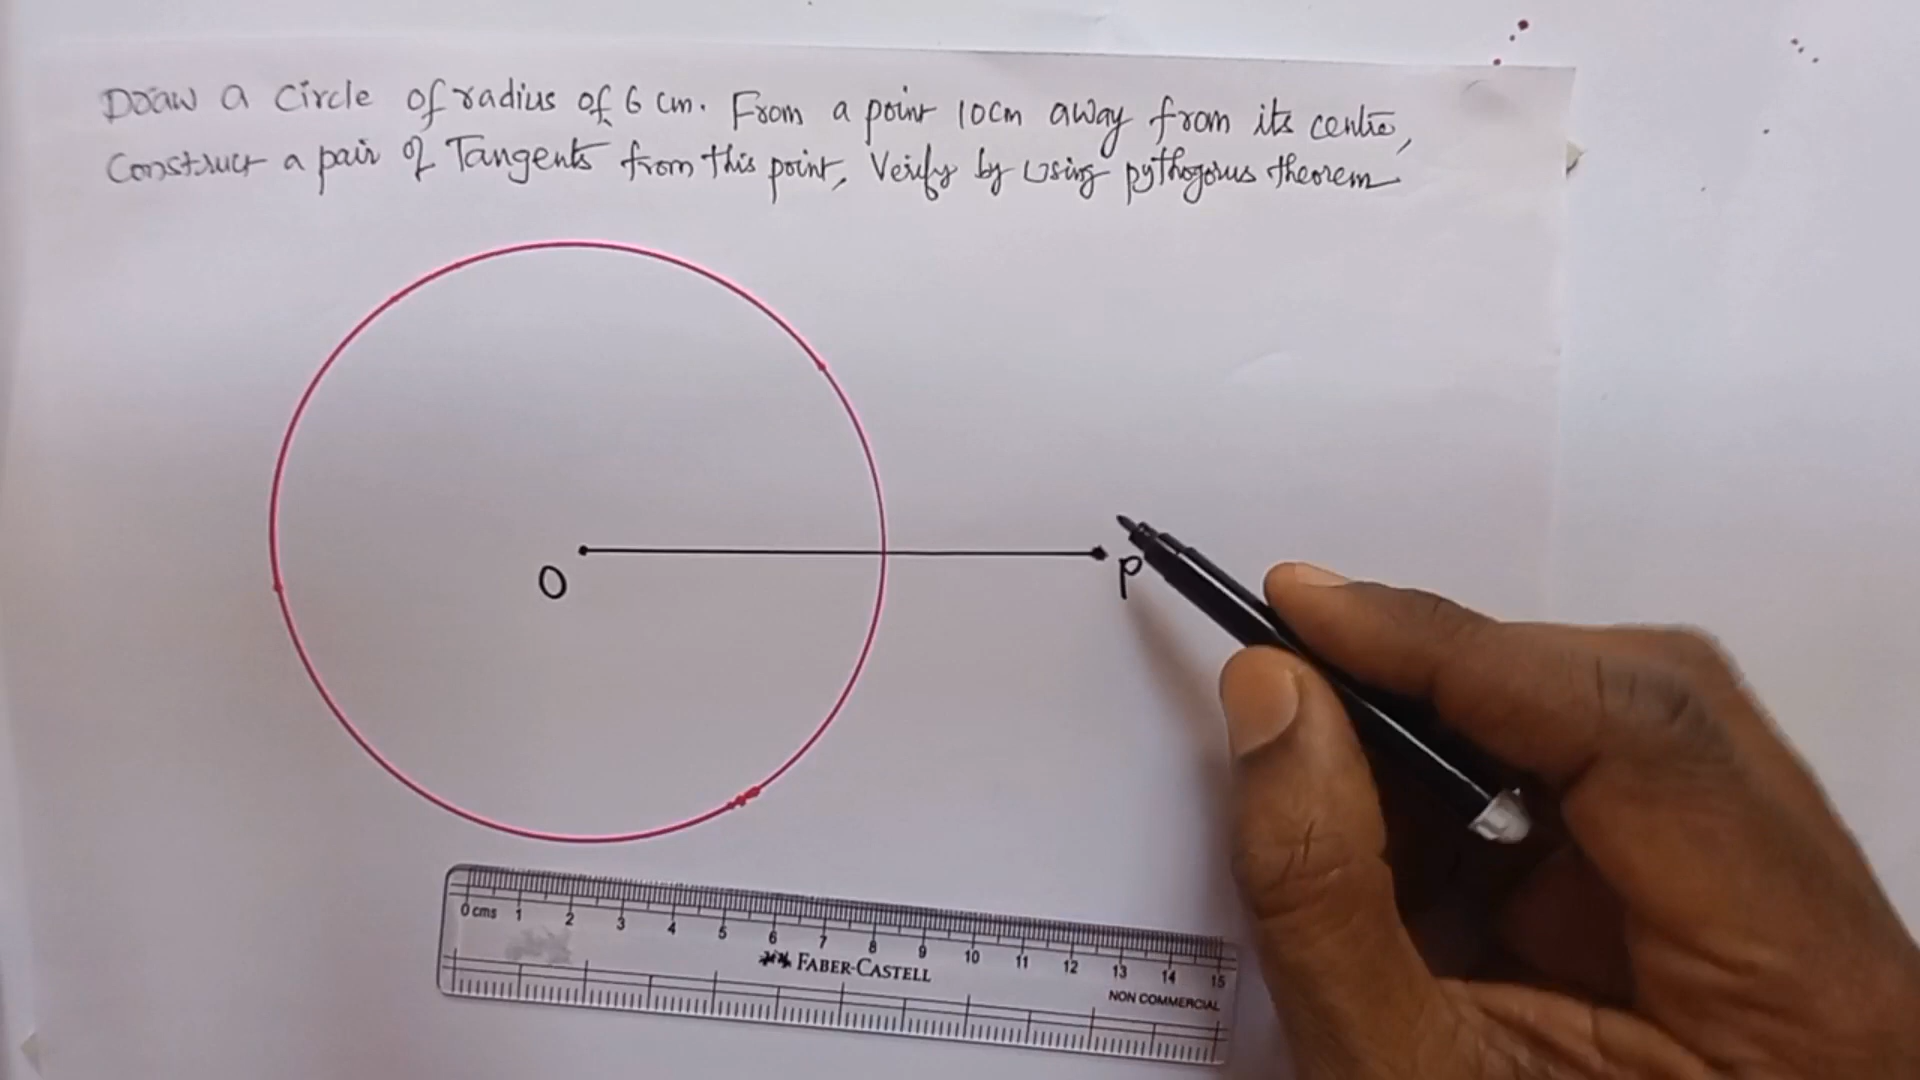 Draw a circle of radius of 6 cm. From a point 10cm away from its centre,
Construct a pair of Tangents from this point, Verify by Using pythogorus theorem.
O
P
0 cms 1 2 3 4 5 6 7 8 9 10 11 12 13 14 15
FABER-CASTELL
NON COMMERCIAL